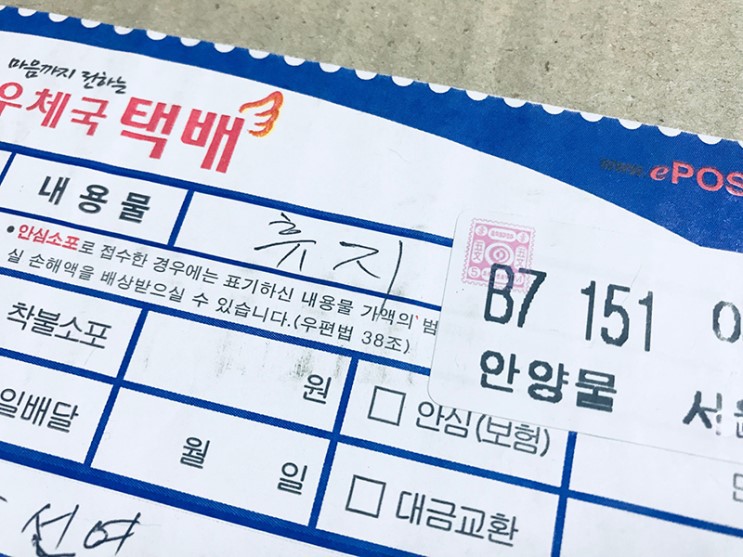 마음까지 전하는
우체국 택배
ePOS
내용물
휴지
•안심소포로 접수한 경우에는 표기하신 내용물 가액의 범
실 손해액을 배상받으실 수 있습니다.(우편법 38조)
B7 151
안양물
착불소포
원
안심(보험)
일배달
월 일
대금교환
선영